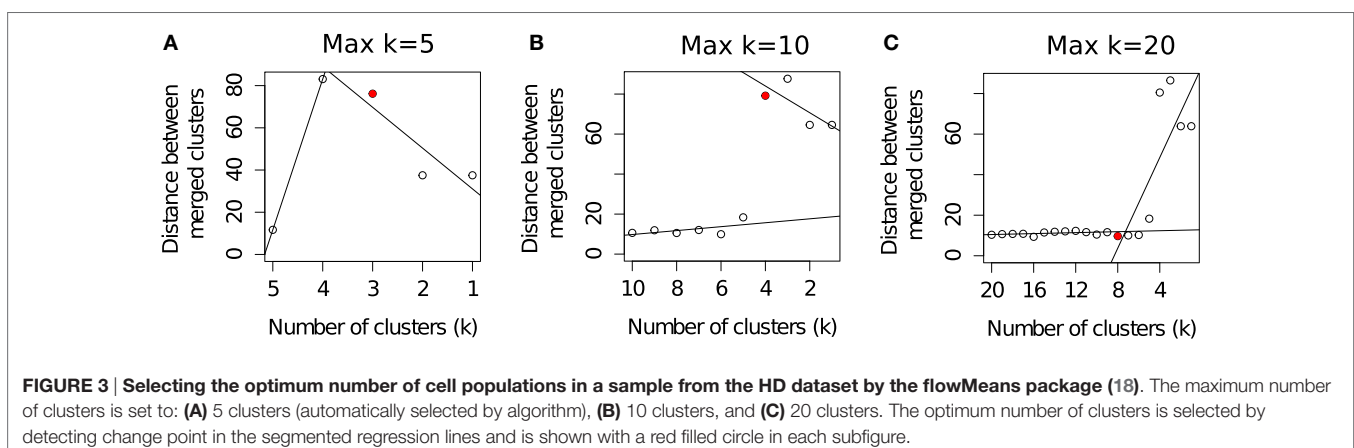 A
Max k=5
Distance between
merged clusters
0 20 40 60 80
5 4 3 2 1
Number of clusters (k)
B
Max k=10
Distance between
merged clusters
0 20 60
10 8 6 4 2
Number of clusters (k)
C
Max k=20
Distance between
merged clusters
0 20 60
20 16 12 8 4
Number of clusters (k)
FIGURE 3 | Selecting the optimum number of cell populations in a sample from the HD dataset by the flowMeans package (18). The maximum number
of clusters is set to: (A) 5 clusters (automatically selected by algorithm), (B) 10 clusters, and (C) 20 clusters. The optimum number of clusters is selected by
detecting change point in the segmented regression lines and is shown with a red filled circle in each subfigure.